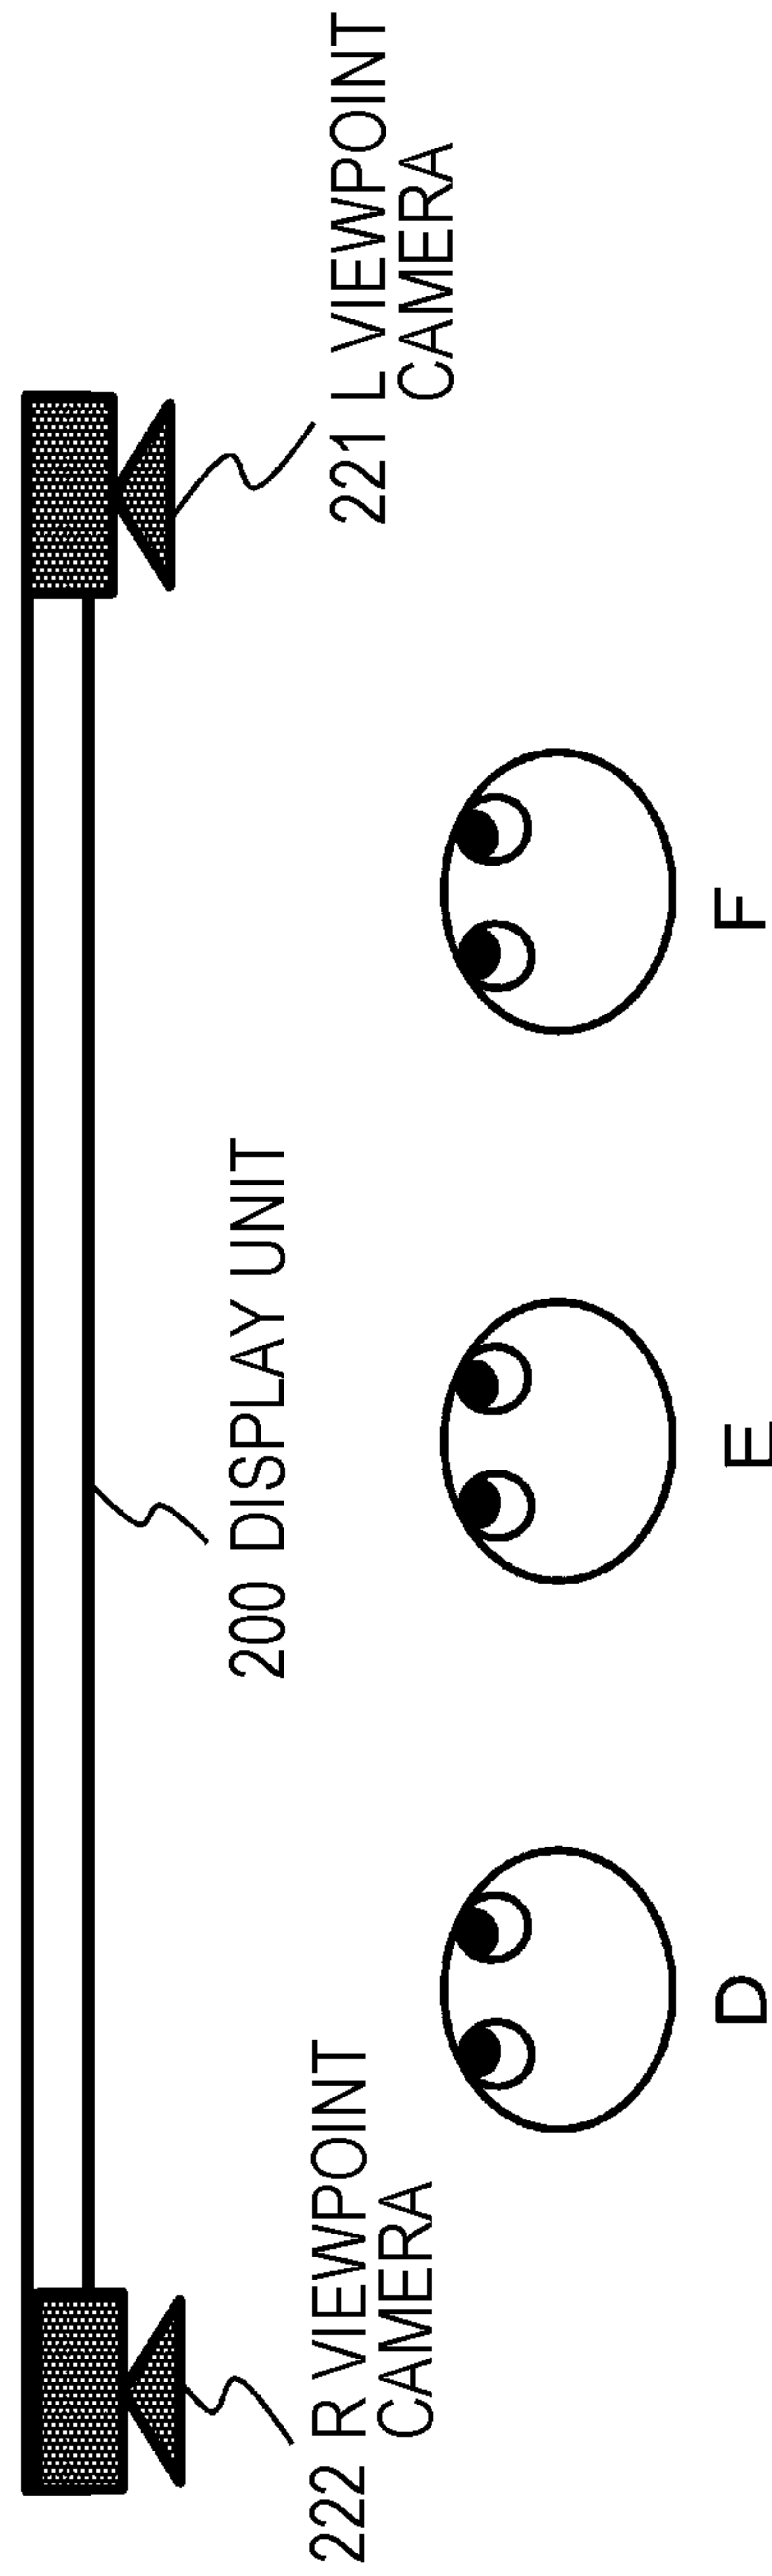 222 R VIEWPOINT
CAMERA
200 DISPLAY UNIT
221 L VIEWPOINT
CAMERA
D
E
F